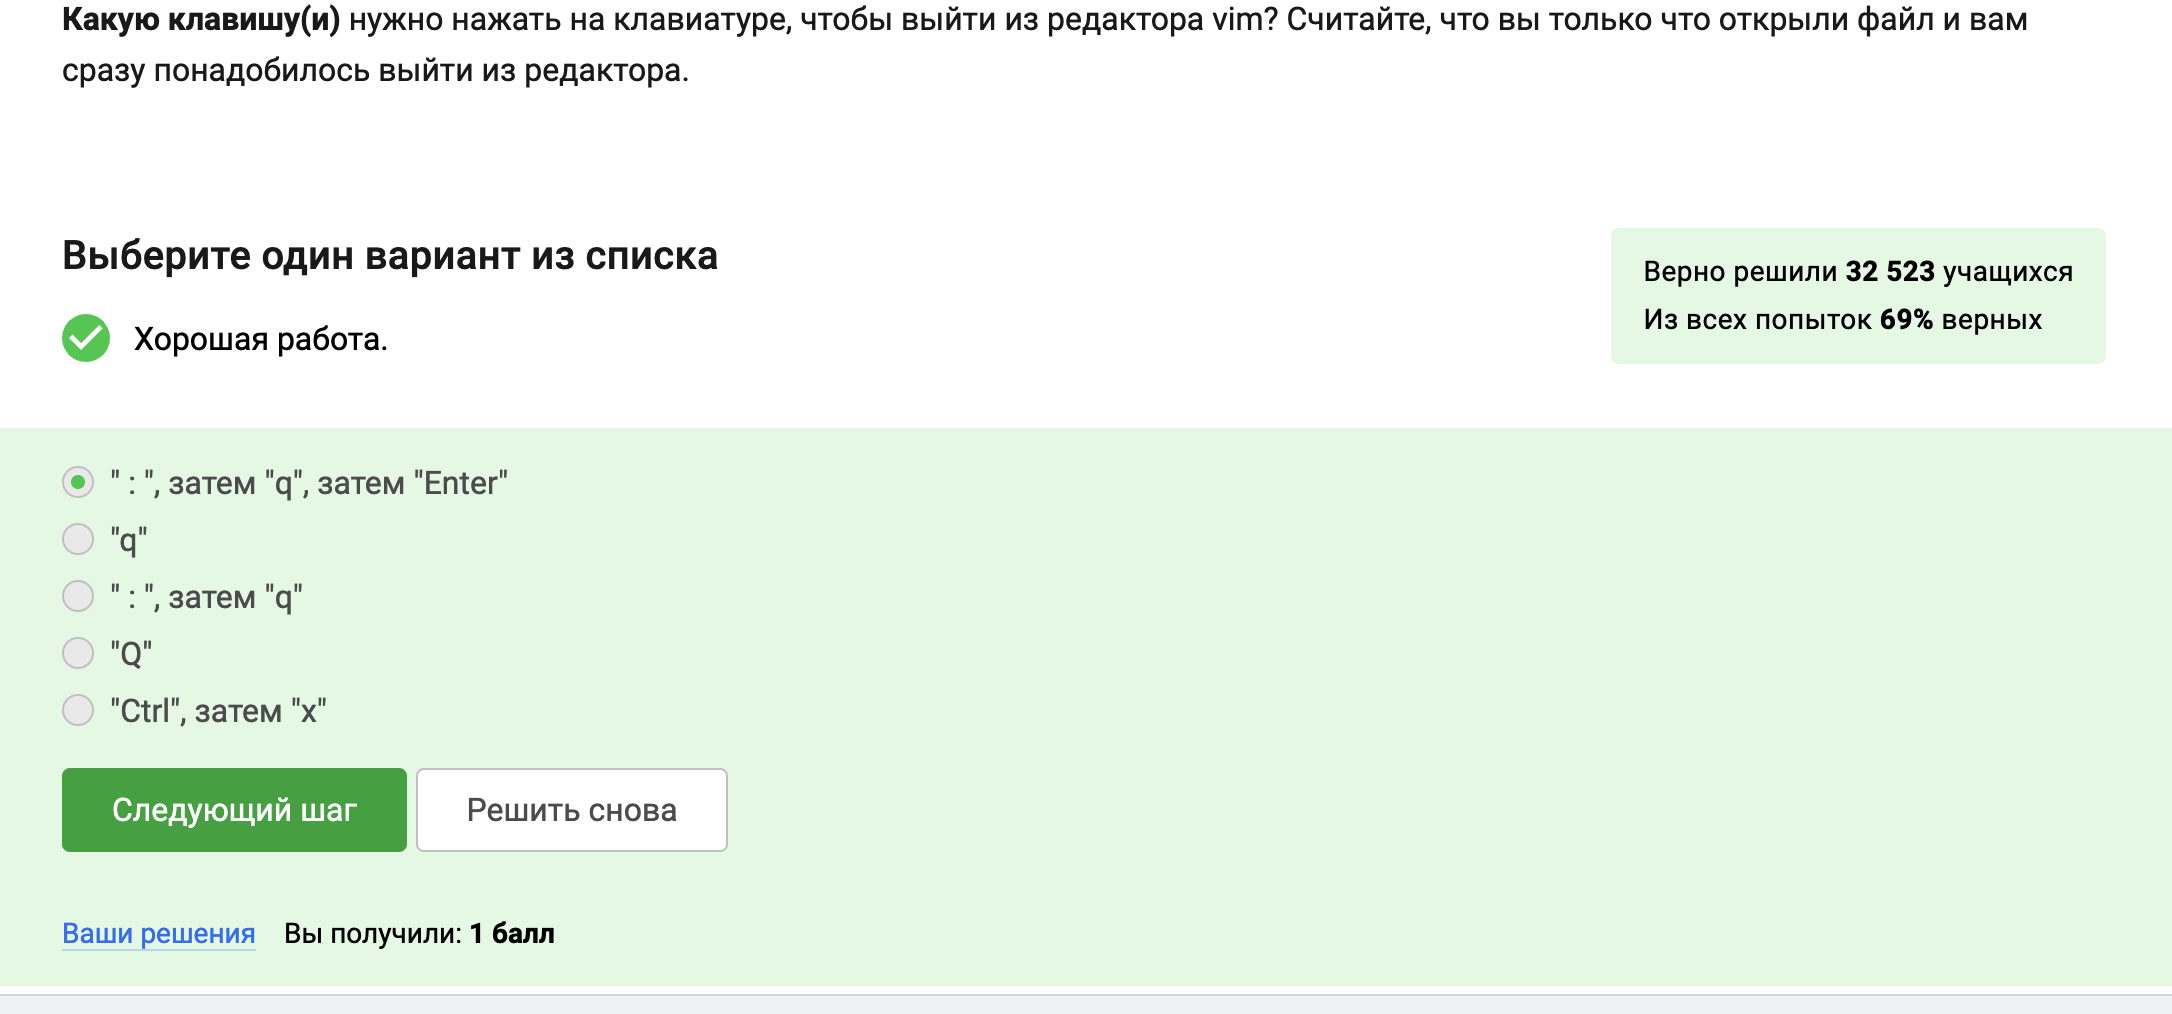 Какую клавишу(и) нужно нажать на клавиатуре, чтобы выйти из редактора vim? Считайте, что вы только что открыли файл и вам
сразу понадобилось выйти из редактора.
Выберите один вариант из списка
Хорошая работа.
Верно решили 32 523 учащихся
Из всех попыток 69% верных
" : ", затем "q", затем "Enter"
"q"
" : ", затем "q"
"Q"
"Ctrl", затем "x"
Следующий шаг
Решить снова
Ваши решения Вы получили: 1 балл